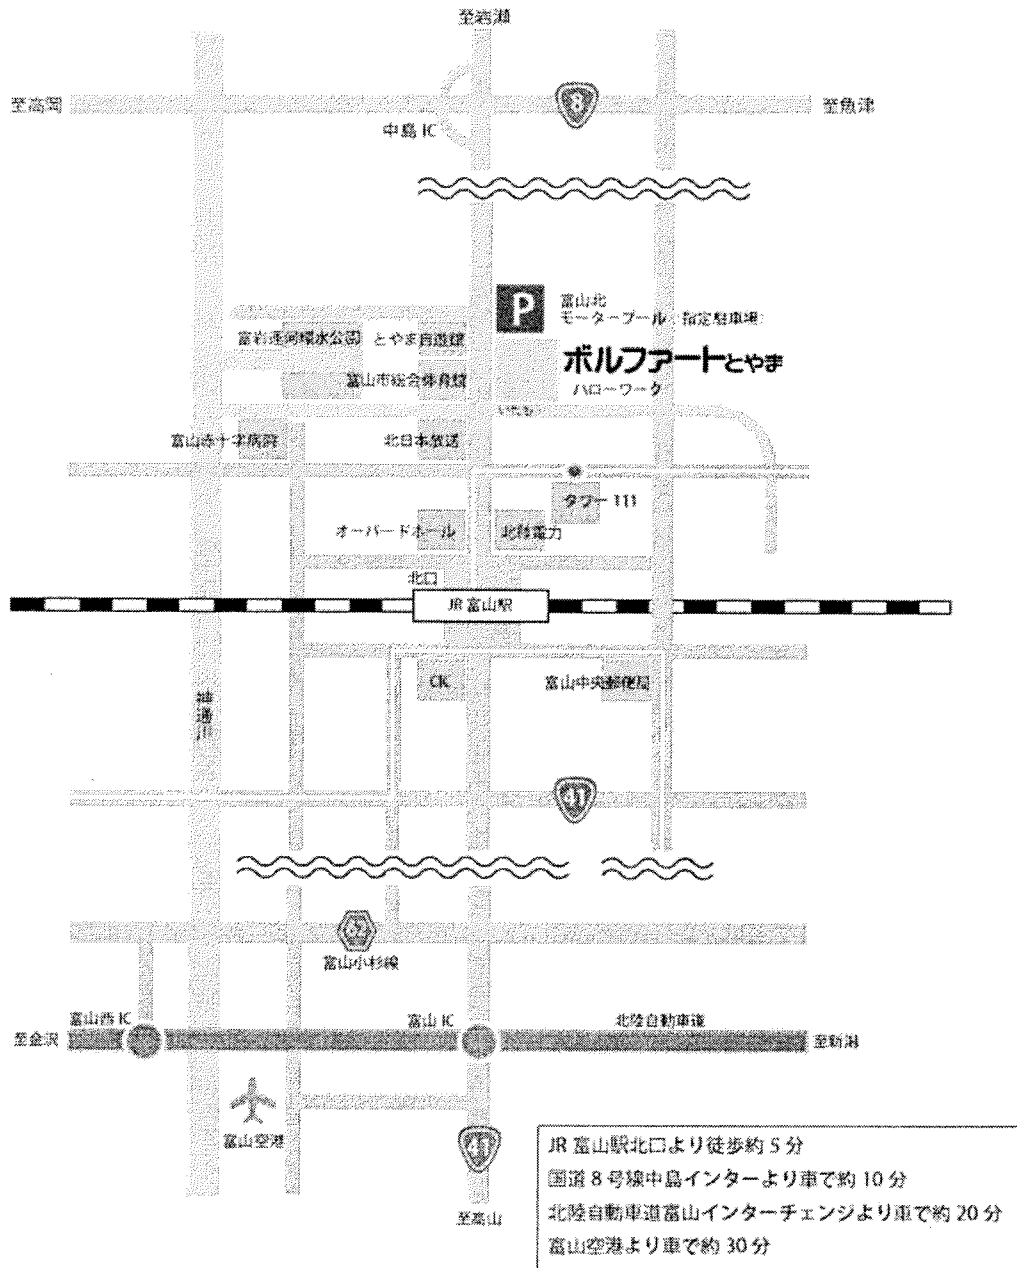 至岩瀬
8
至高岡
至魚津
中島 IC
P
富山北
モータープール 指定駐車場
富岩運河環水公園
とやま自遊館
ボルファートとやま
富山市総合体育館
ハローワーク
いたち
富山赤十字病院
北日本放送
タワー 111
オーバードホール
北陸電力
北口
JR 富山駅
CK
富山中央郵便局
神通川
41
62
富山小杉線
富山西 IC
富山 IC
北陸自動車道
至金沢
至新潟
富山空港
41
至高山
JR 富山駅北口より徒歩約 5 分
国道 8 号線中島インターより車で約 10 分
北陸自動車道富山インターチェンジより車で約 20 分
富山空港より車で約 30 分